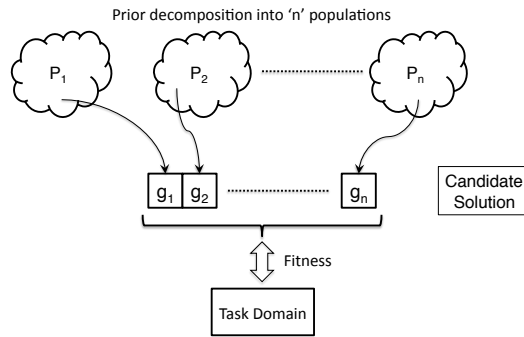 Prior decomposition into ‘n’ populations
P1
P2
Pn
g1 g2
gn
Candidate
Solution
Fitness
Task Domain